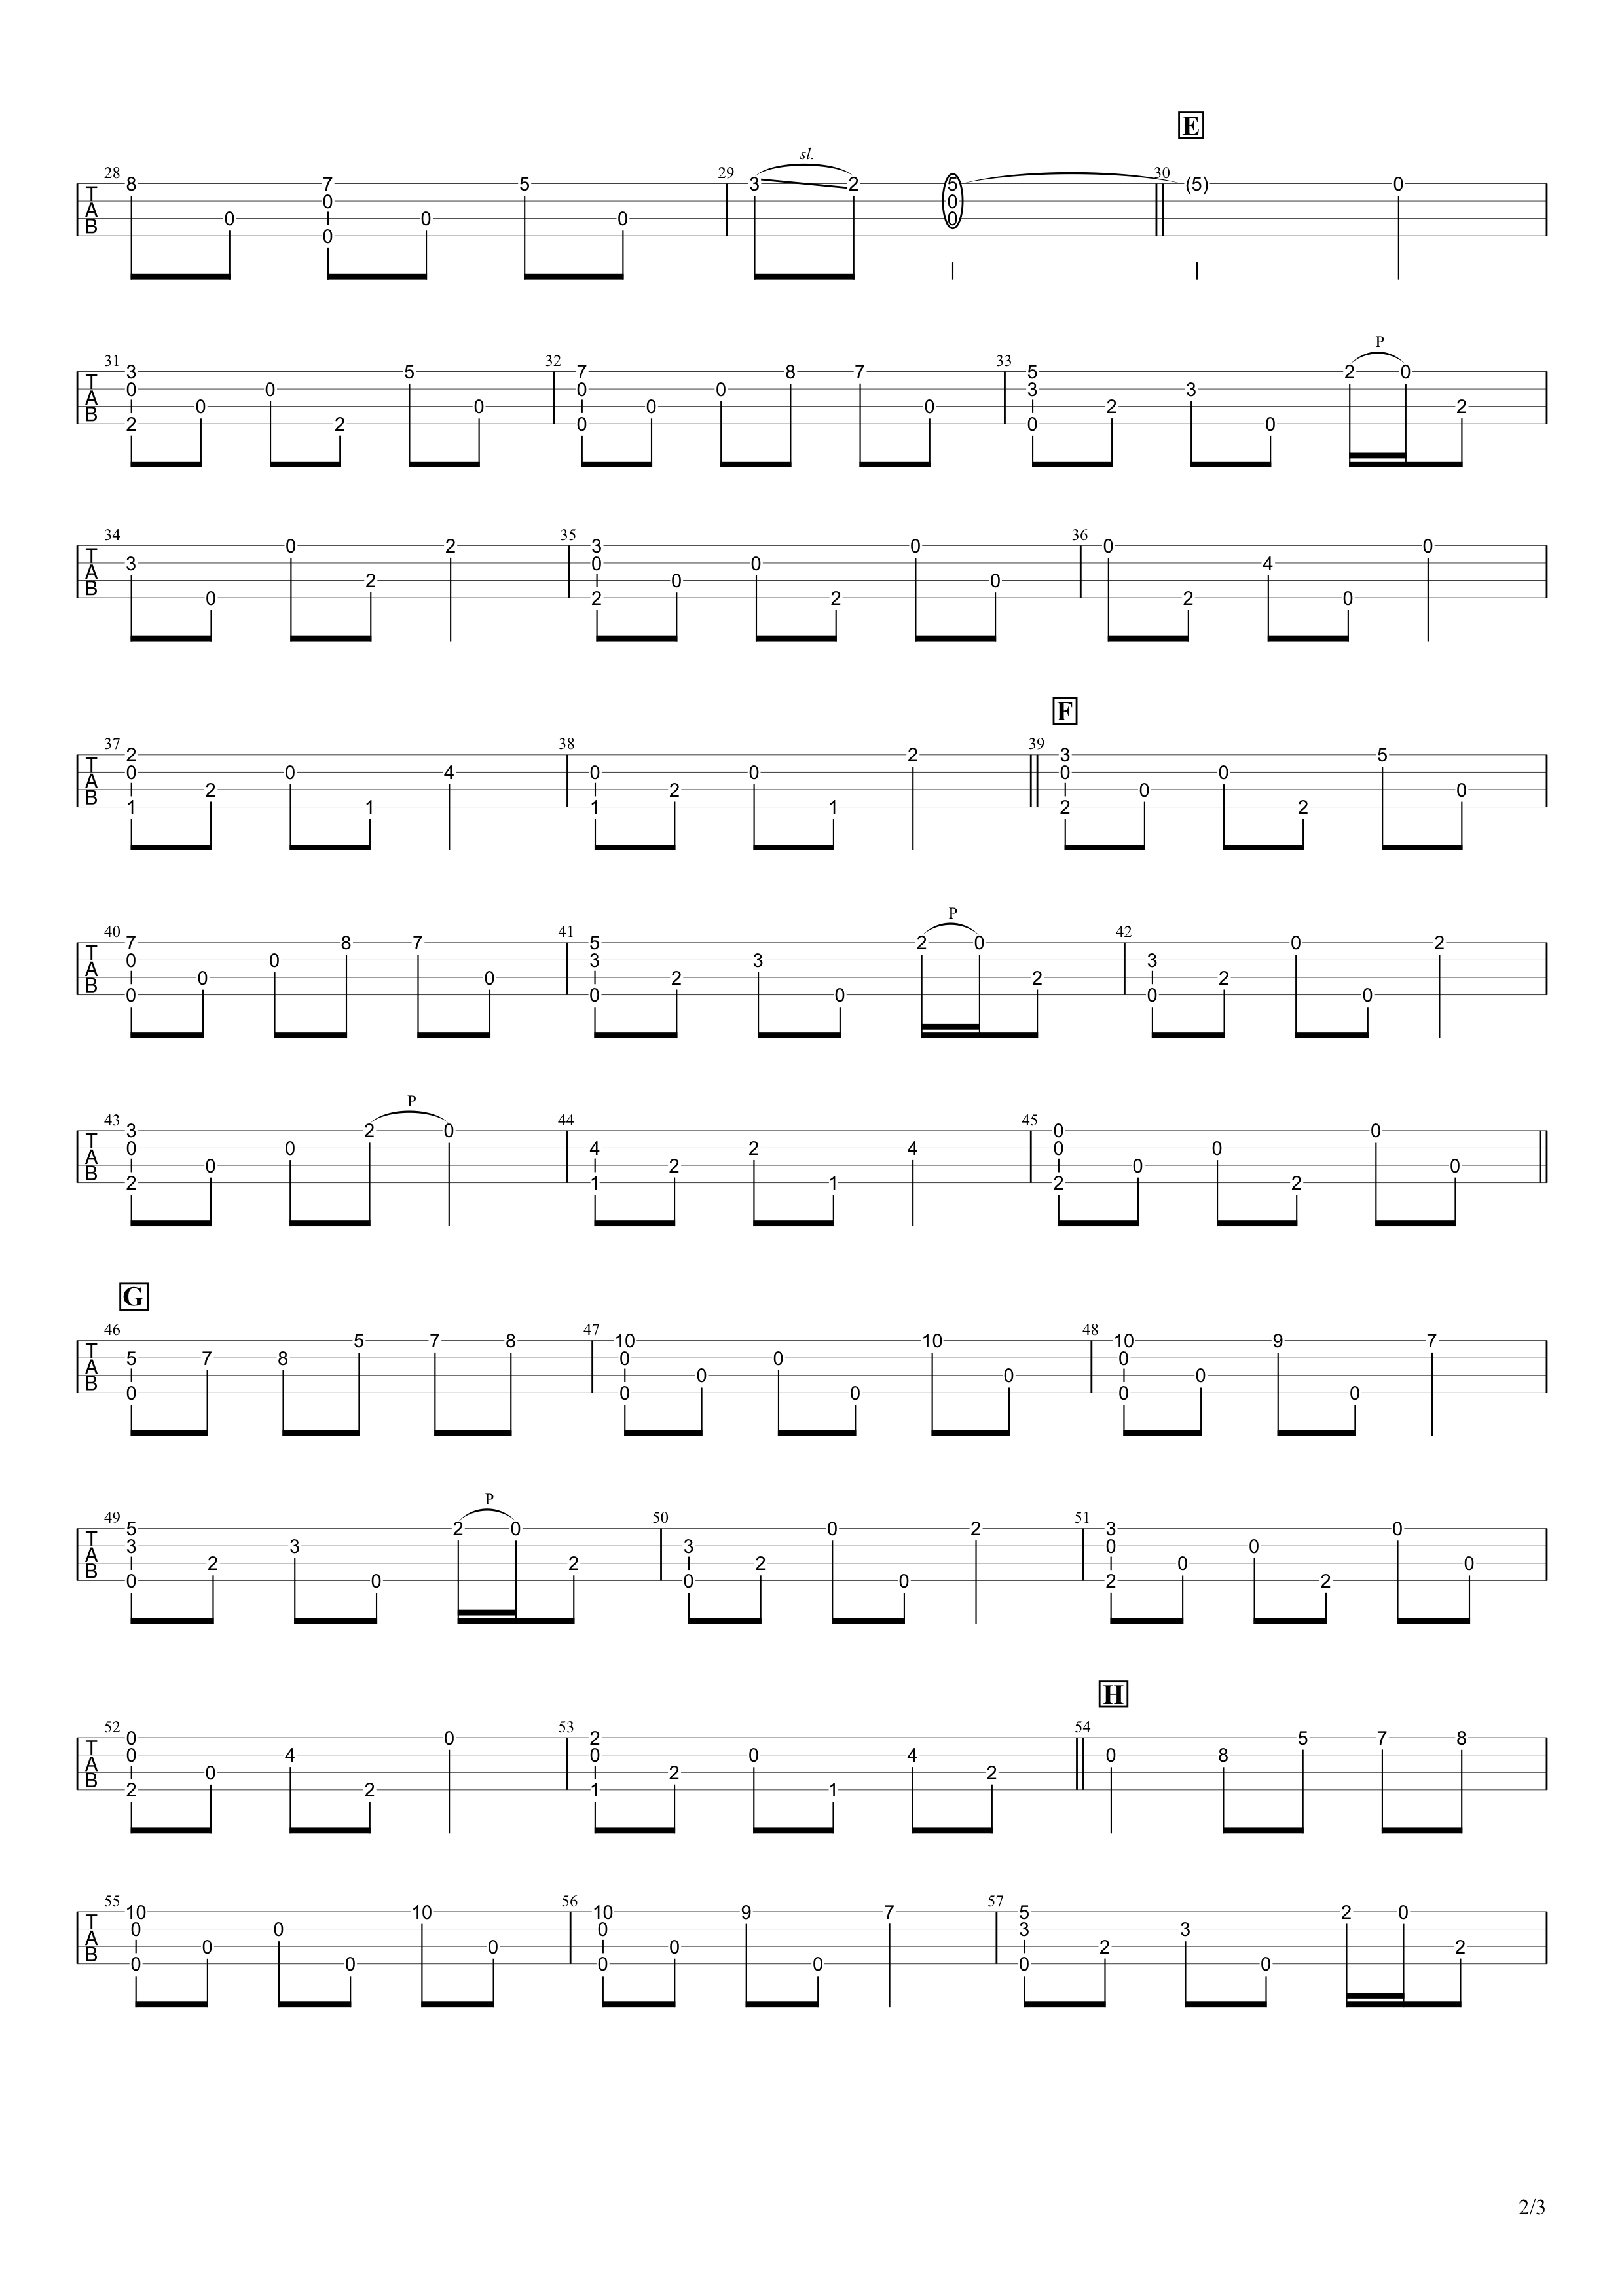 E
sl.
28 29 30
8 7 5 3 2 5 (5) 0
T 0 0
A 0 0 0 0
B 0
P
31 32 33
3 5 7 8 7 5 2 0
T 0 0 0 0 3 3
A 0 0 0 0 2 2
B 2 2 0 0 0
34 35 36
0 2 3 0 0 0
T 3 0 0 4
A 2 0 0
B 0 2 2 2 0
F
37 38 39
2 2 3 5
T 0 0 4 0 0 0 0
A 2 2 0 0
B 1 1 1 1 2 2
P
40 41 42
7 8 7 5 2 0 0 2
T 0 0 3 3 3
A 0 0 2 2 2
B 0 0 0 0 0
P
43 44 45
3 2 0 0 0
T 0 0 4 2 4 0 0
A 0 2 0 0
B 2 1 1 2 2
G
46 47 48
5 7 8 10 10 10 9 7
T 5 7 8 0 0 0
A 0 0 0
B 0 0 0 0 0
P
49 50 51
5 2 0 0 2 3 0
T 3 3 3 0 0
A 2 2 2 0 0
B 0 0 0 0 2 2
H
52 53 54
0 0 2 5 7 8
T 0 4 0 0 4 0 8
A 0 2 2
B 2 2 1 1
55 56 57
10 10 10 9 7 5 2 0
T 0 0 0 3 3
A 0 0 0 2 2
B 0 0 0 0 0 0
2/3